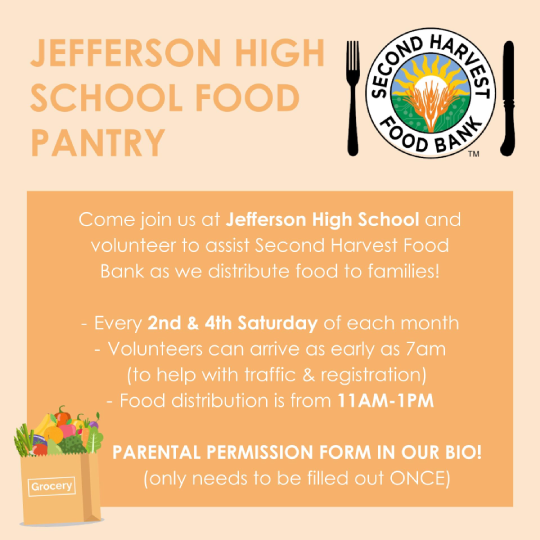 JEFFERSON HIGH
SCHOOL FOOD
PANTRY
SECOND HARVEST
FOOD BANK
TM
Come join us at Jefferson High School and
volunteer to assist Second Harvest Food
Bank as we distribute food to families!
- Every 2nd & 4th Saturday of each month
- Volunteers can arrive as early as 7am
(to help with traffic & registration)
- Food distribution is from 11AM-1PM
PARENTAL PERMISSION FORM IN OUR BIO!
(only needs to be filled out ONCE)
Grocery